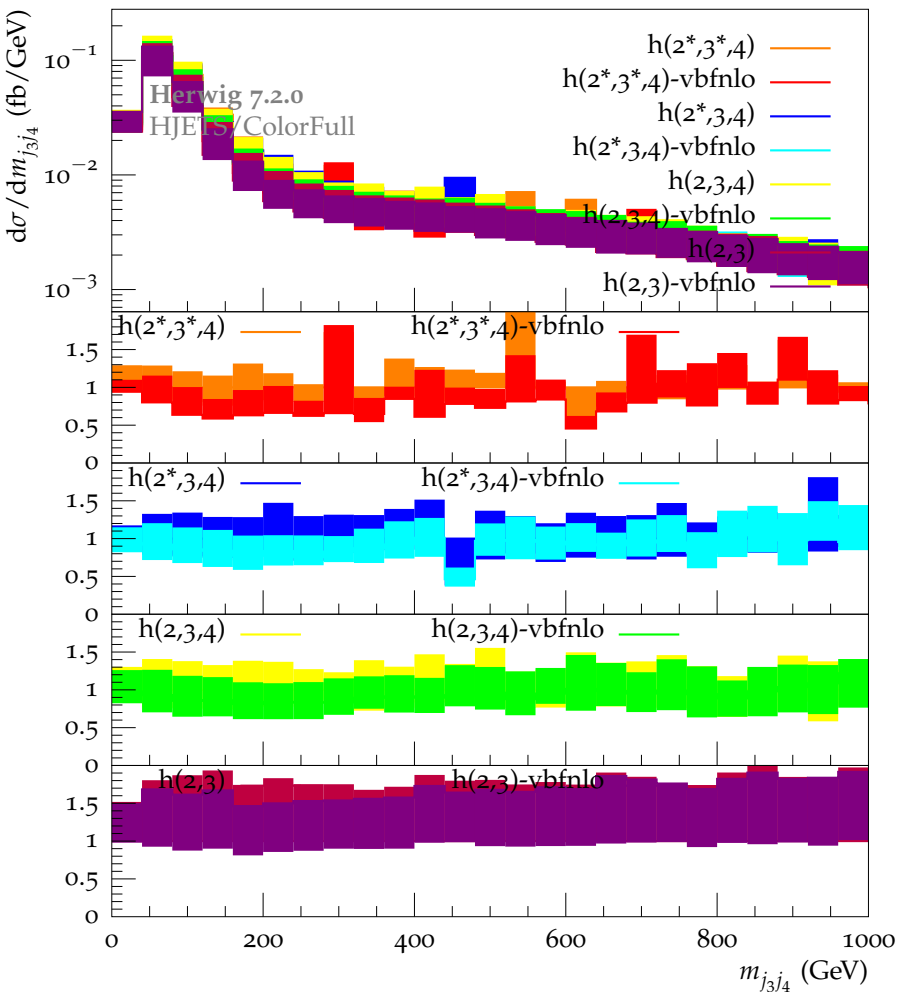 dσ/dm_{j3j4} (fb/GeV)
10^{-1}
10^{-2}
10^{-3}
Herwig 7.2.0
HJETS/ColorFull
h(2*,3*,4)
h(2*,3*,4)-vbfnlo
h(2*,3,4)
h(2*,3,4)-vbfnlo
h(2,3,4)
h(2,3,4)-vbfnlo
h(2,3)
h(2,3)-vbfnlo
h(2*,3*,4) h(2*,3*,4)-vbfnlo
1.5
1
0.5
0
h(2*,3,4) h(2*,3,4)-vbfnlo
1.5
1
0.5
0
h(2,3,4) h(2,3,4)-vbfnlo
1.5
1
0.5
0
h(2,3) h(2,3)-vbfnlo
1.5
1
0.5
0
0 200 400 600 800 1000
m_{j3j4} (GeV)